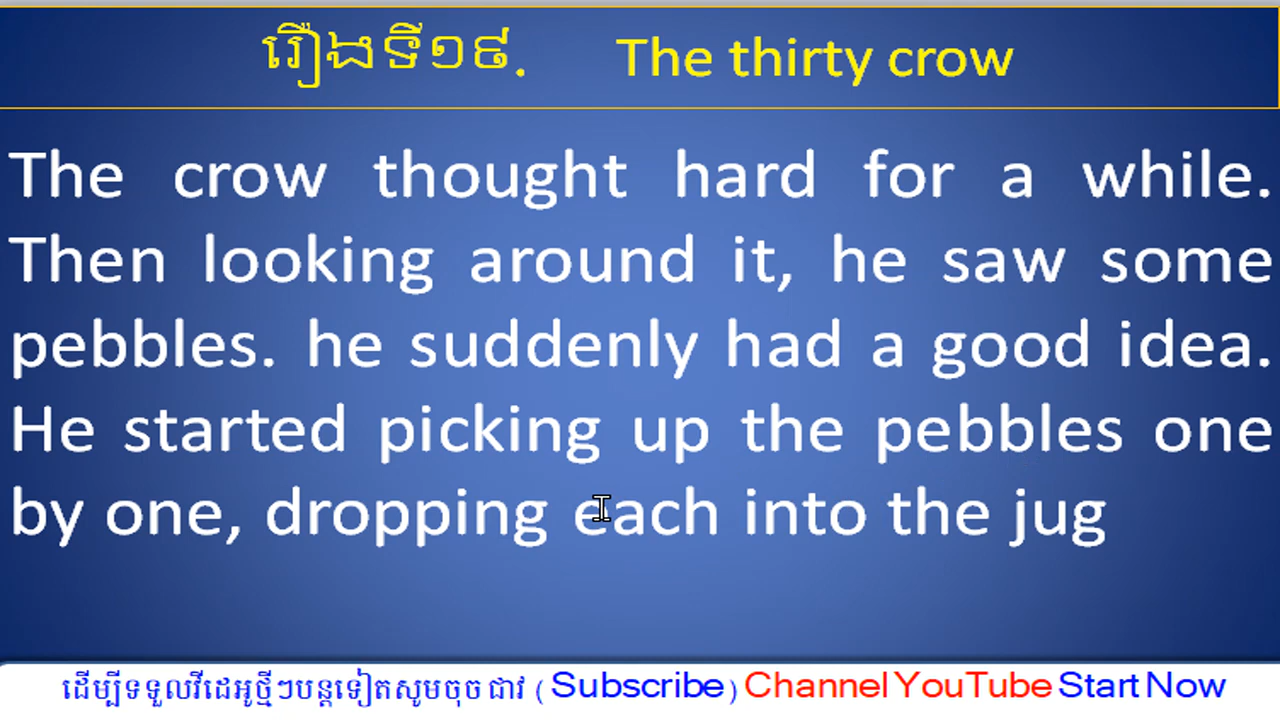 រឿងទី១៩. The thirty crow
The crow thought hard for a while.
Then looking around it, he saw some
pebbles. he suddenly had a good idea.
He started picking up the pebbles one
by one, dropping each into the jug
ដើម្បីទទួលវីដេអូថ្មីៗបន្តទៀតសូមចុច ជាវ ( Subscribe ) Channel YouTube Start Now